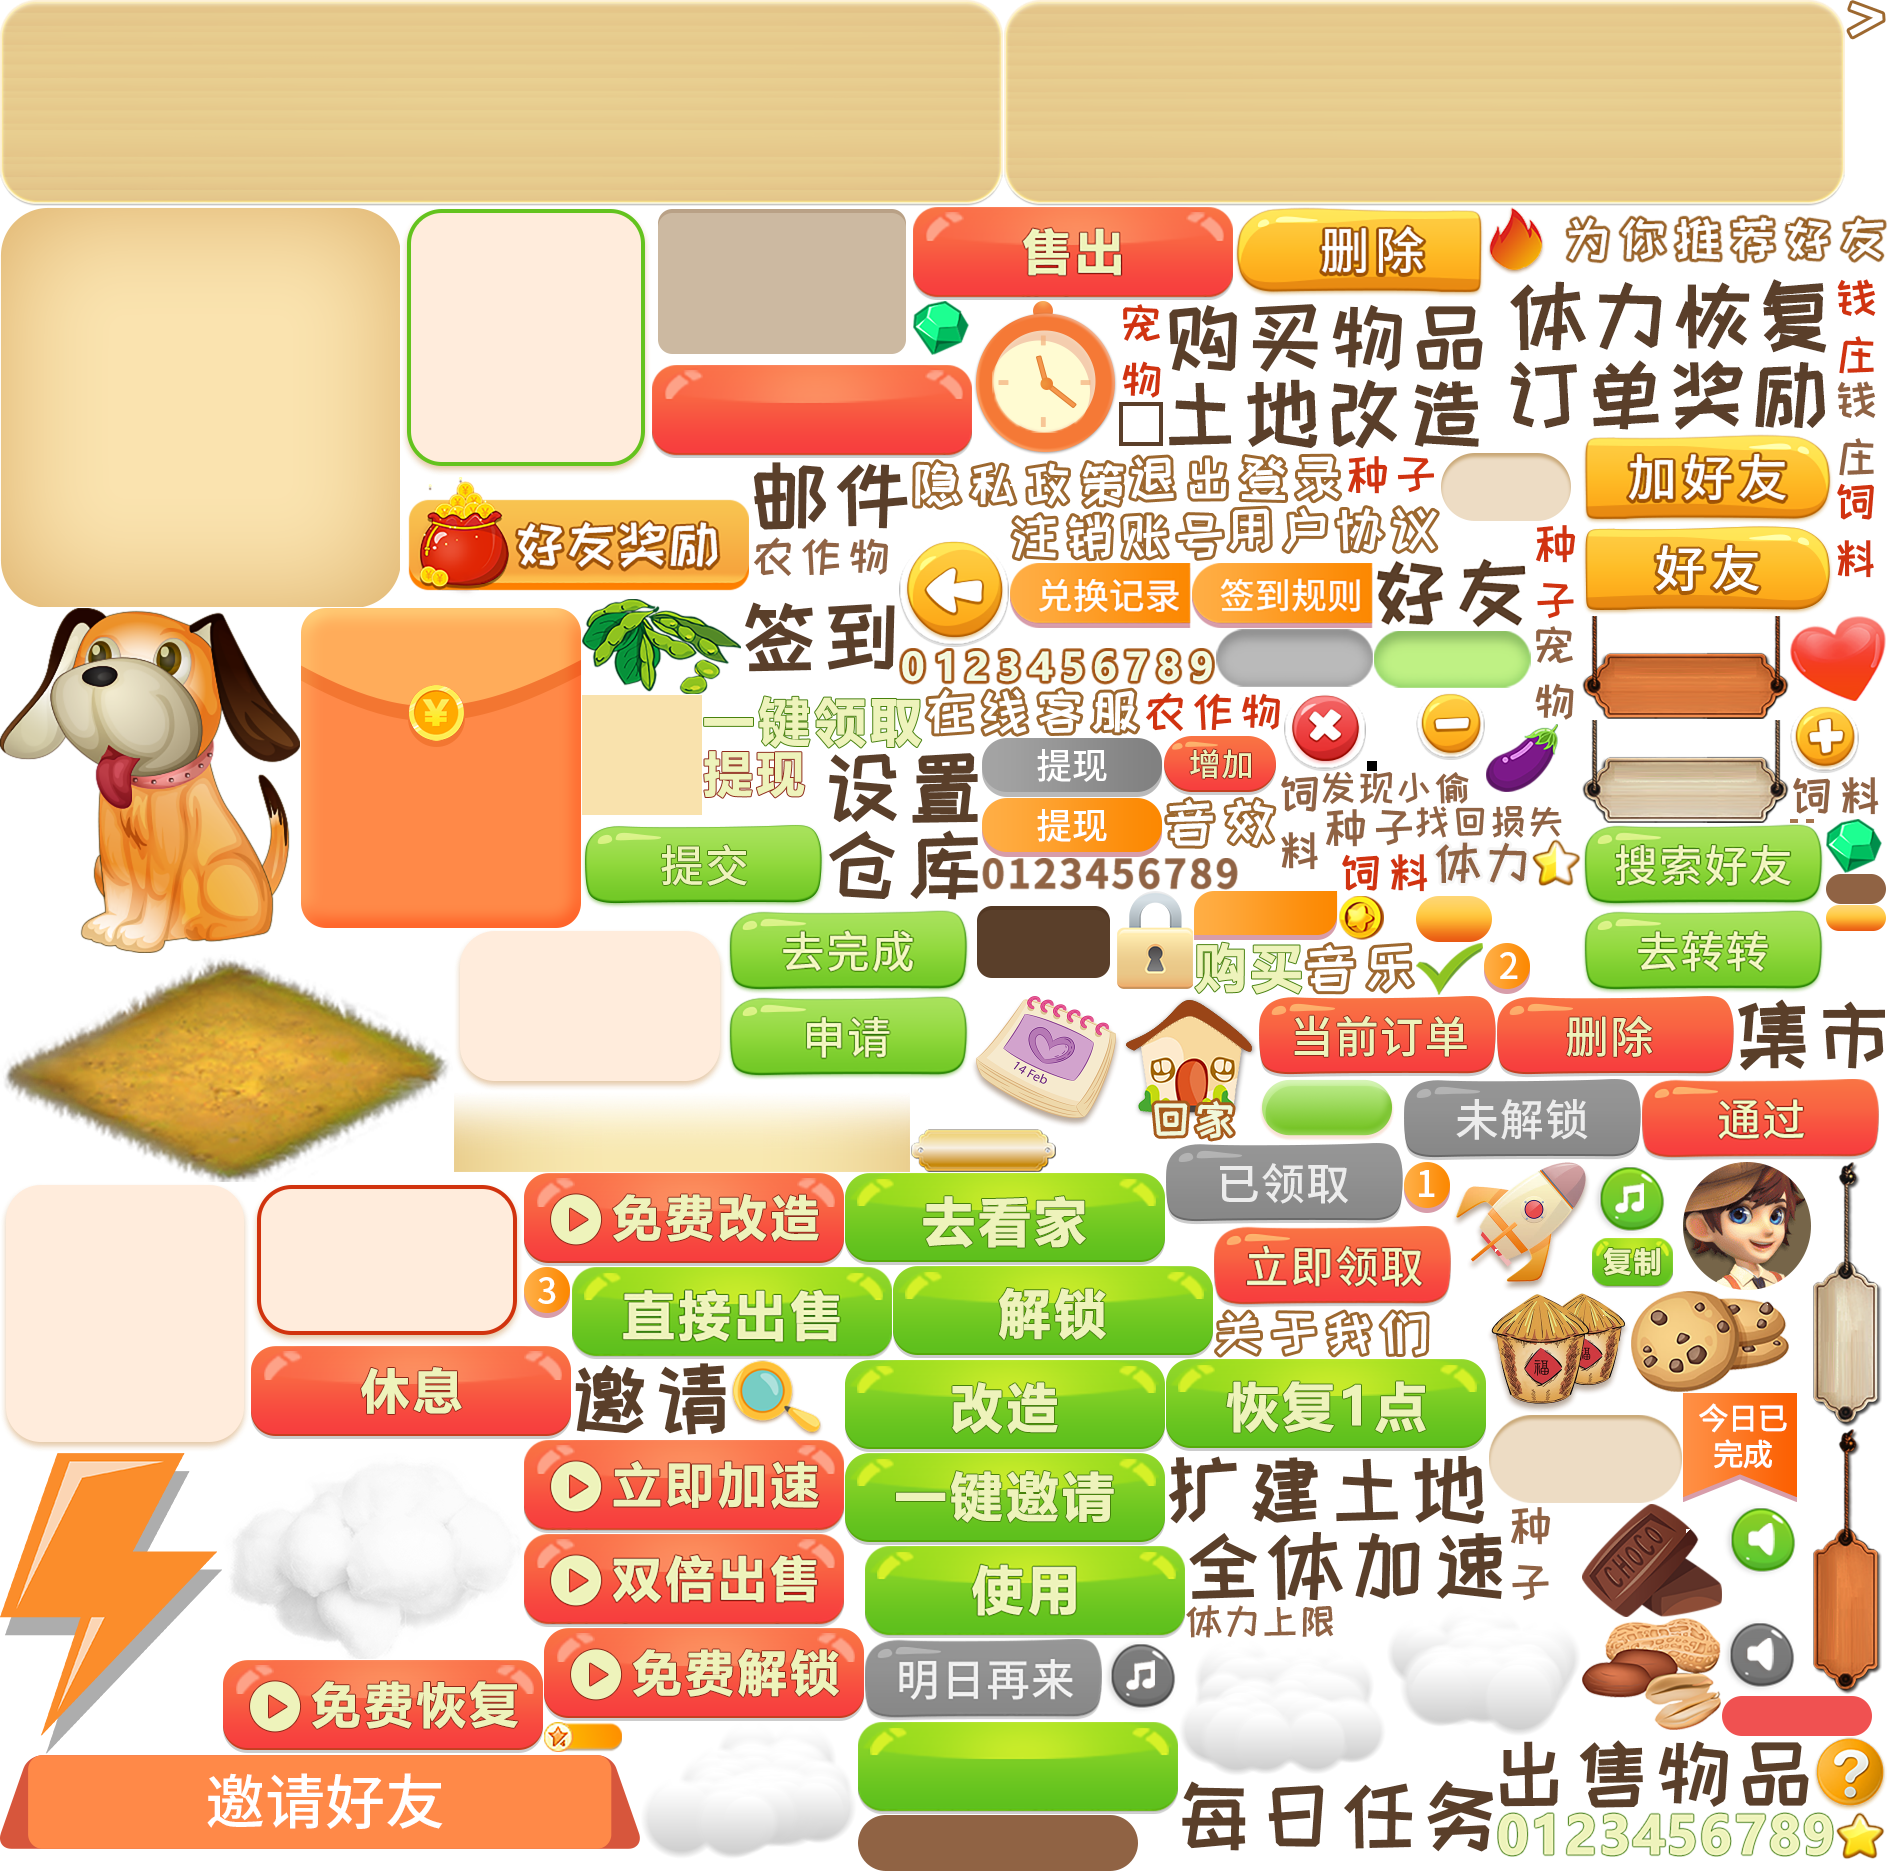 >
售出
删除
为你推荐好友
宠物
购买物品
体力恢复
钱庄
土地改造
订单奖励
钱庄
邮件
隐私政策
退出登录
种子
加好友
饲料
好友奖励
农作物
注销账号
用户协议
种子
好友
兑换记录
签到规则
好友
签到
0123456789
宠物
¥
一键领取
在线客服
农作物
提现
设置
提现
增加
饲料
发现小偷
饲料
提现
音效
种子
找回损失
提交
仓库
0123456789
饲料
体力
搜索好友
去完成
购买
音乐
2
去转转
申请
14 Feb
回家
当前订单
删除
集市
未解锁
通过
已领取
1
免费改造
去看家
立即领取
复制
3
直接出售
解锁
关于我们
福
福
休息
邀请
改造
恢复1点
今日已
完成
立即加速
一键邀请
扩建土地
种子
CHOCO
双倍出售
使用
全体加速
体力上限
免费恢复
免费解锁
明日再来
邀请好友
每日任务
出售物品
?
0123456789